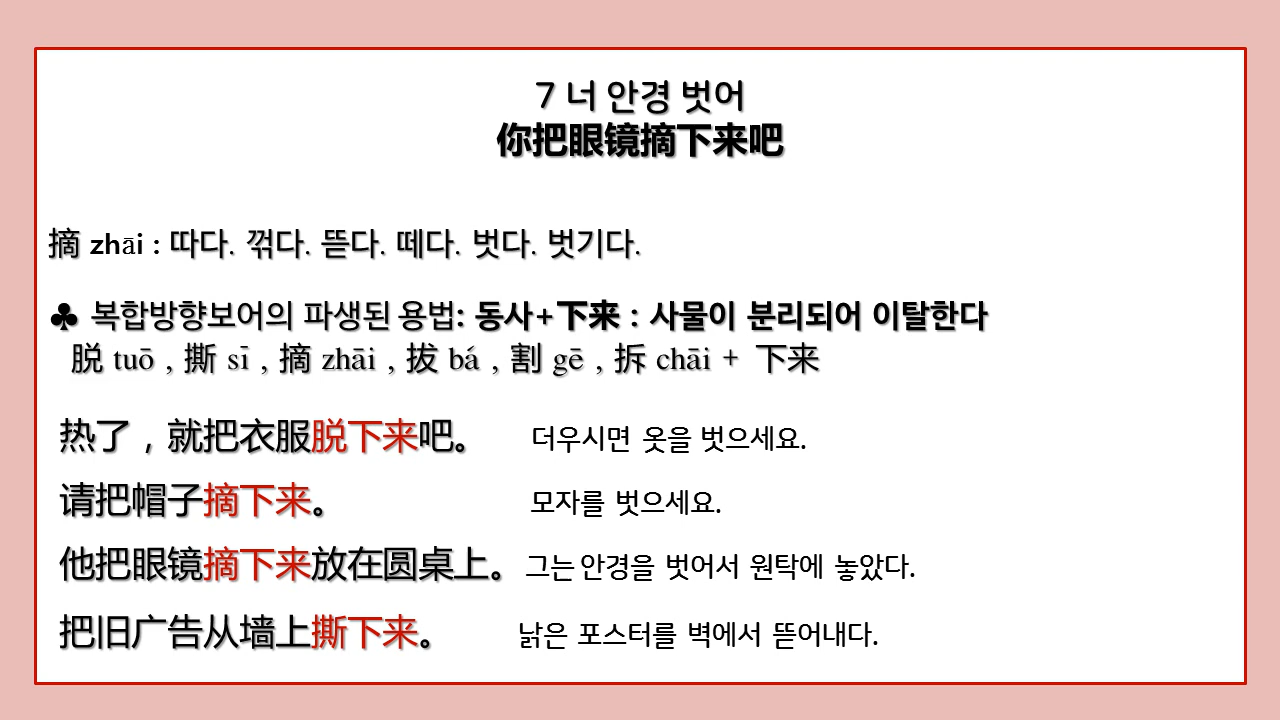 7 너 안경 벗어
你把眼镜摘下来吧
摘 zhāi : 따다. 꺾다. 뜯다. 떼다. 벗다. 벗기다.
♣ 복합방향보어의 파생된 용법: 동사+下来 : 사물이 분리되어 이탈한다
脱 tuō , 撕 sī , 摘 zhāi , 拔 bá , 割 gē , 拆 chāi + 下来
热了，就把衣服脱下来吧。 더우시면 옷을 벗으세요.
请把帽子摘下来。 모자를 벗으세요.
他把眼镜摘下来放在圆桌上。 그는 안경을 벗어서 원탁에 놓았다.
把旧广告从墙上撕下来。 낡은 포스터를 벽에서 뜯어내다.